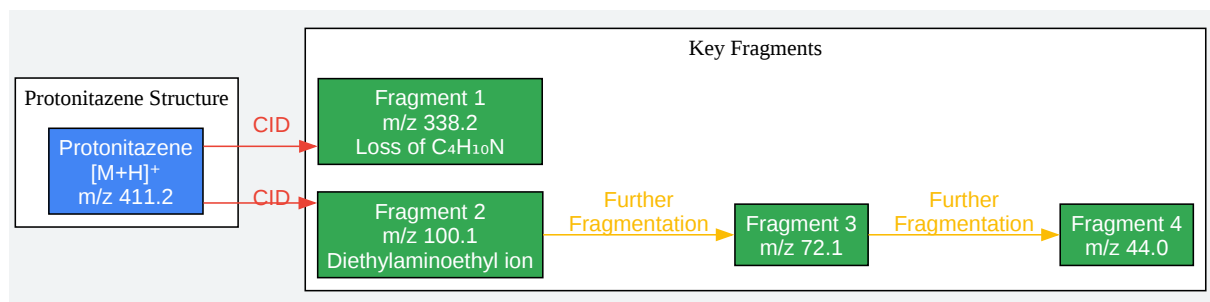 Key Fragments
Protonitazene Structure
Protonitazene
[M+H]⁺
m/z 411.2
CID
CID
Fragment 1
m/z 338.2
Loss of C₄H₁₀N
Fragment 2
m/z 100.1
Diethylaminoethyl ion
Further
Fragmentation
Fragment 3
m/z 72.1
Further
Fragmentation
Fragment 4
m/z 44.0